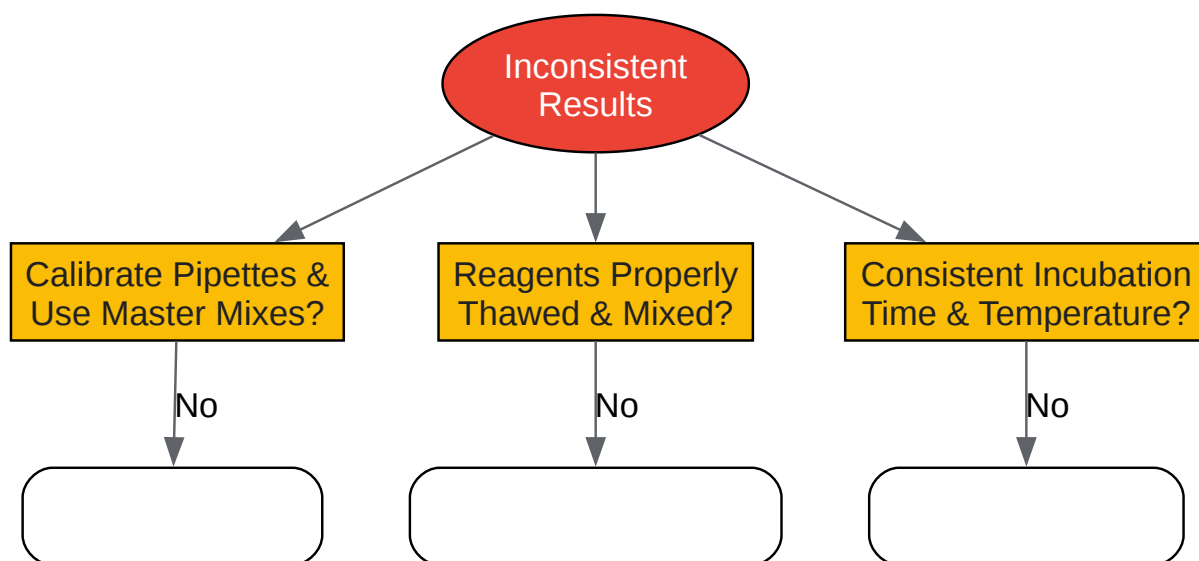 Inconsistent
Results
Calibrate Pipettes &
Use Master Mixes?
Reagents Properly
Thawed & Mixed?
Consistent Incubation
Time & Temperature?
No
No
No